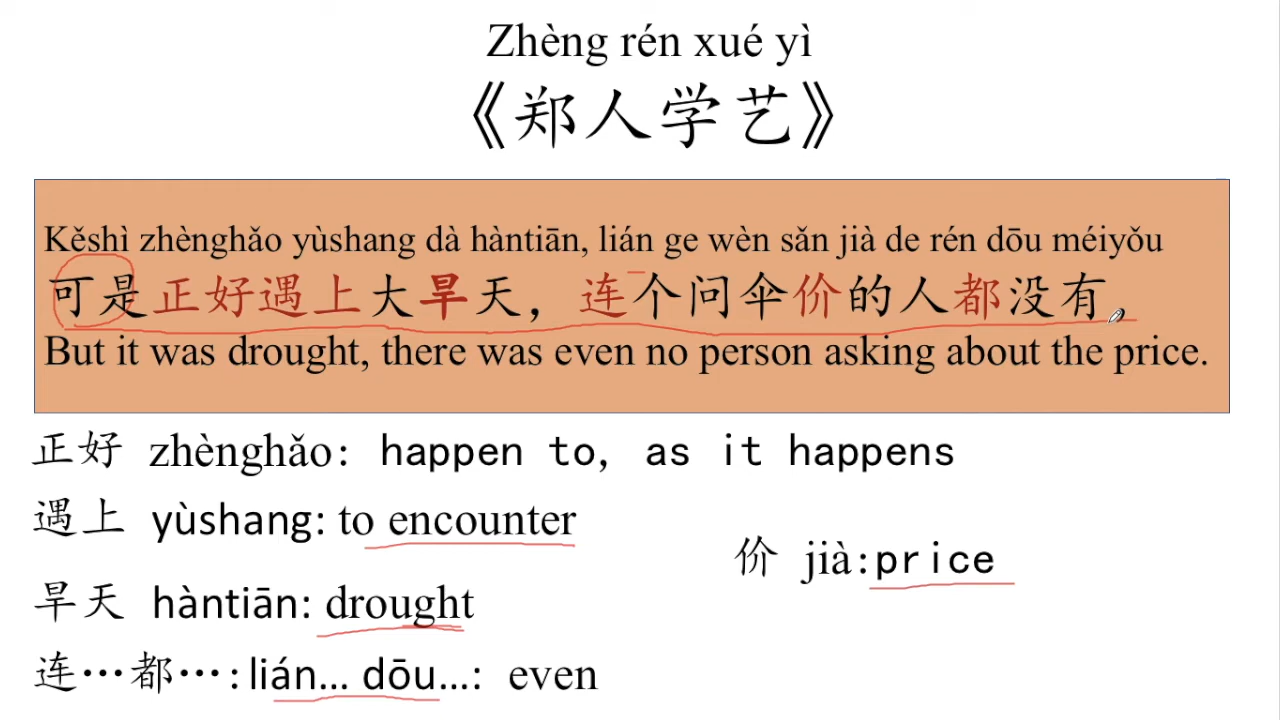 Zhèng rén xué yì
《郑人学艺》
Kěshì zhènghǎo yùshang dà hàntiān, lián ge wèn sǎn jià de rén dōu méiyǒu
可是正好遇上大旱天，连个问伞价的人都没有。
But it was drought, there was even no person asking about the price.
正好 zhènghǎo: happen to, as it happens
遇上 yùshang: to encounter
价 jià:price
旱天 hàntiān: drought
连…都…:lián... dōu...: even